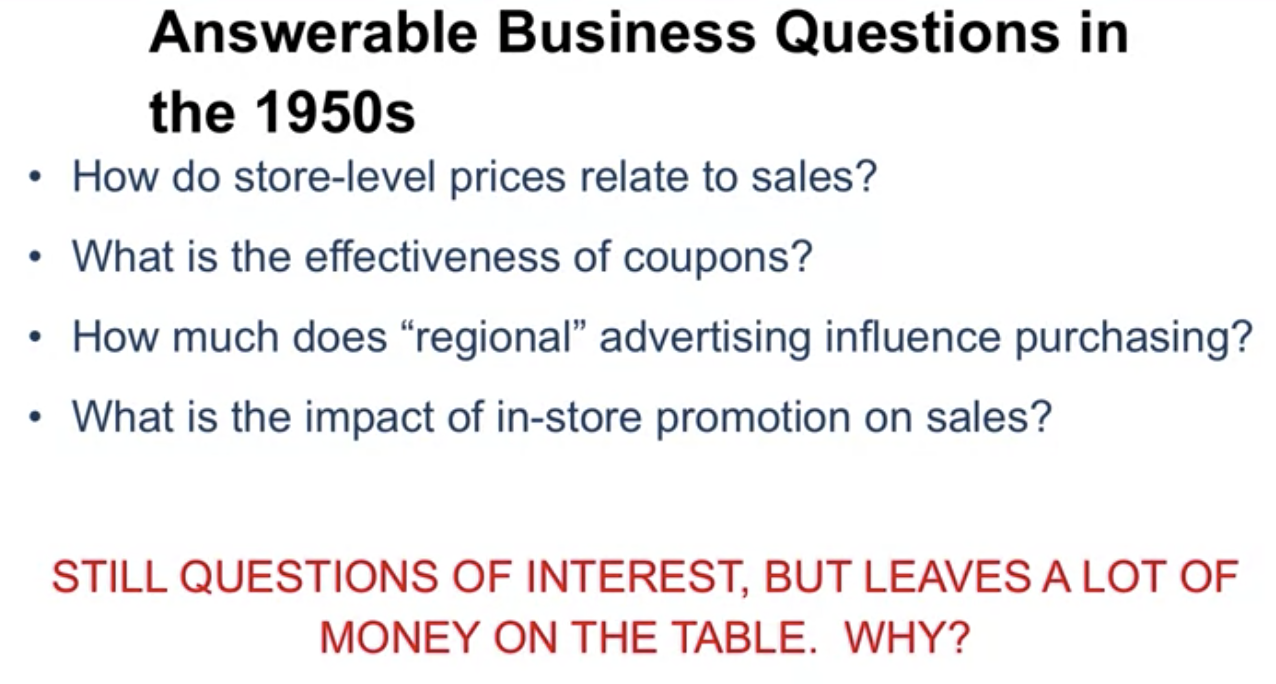 Answerable Business Questions in
the 1950s
• How do store-level prices relate to sales?
• What is the effectiveness of coupons?
• How much does “regional” advertising influence purchasing?
• What is the impact of in-store promotion on sales?
STILL QUESTIONS OF INTEREST, BUT LEAVES A LOT OF
MONEY ON THE TABLE.  WHY?